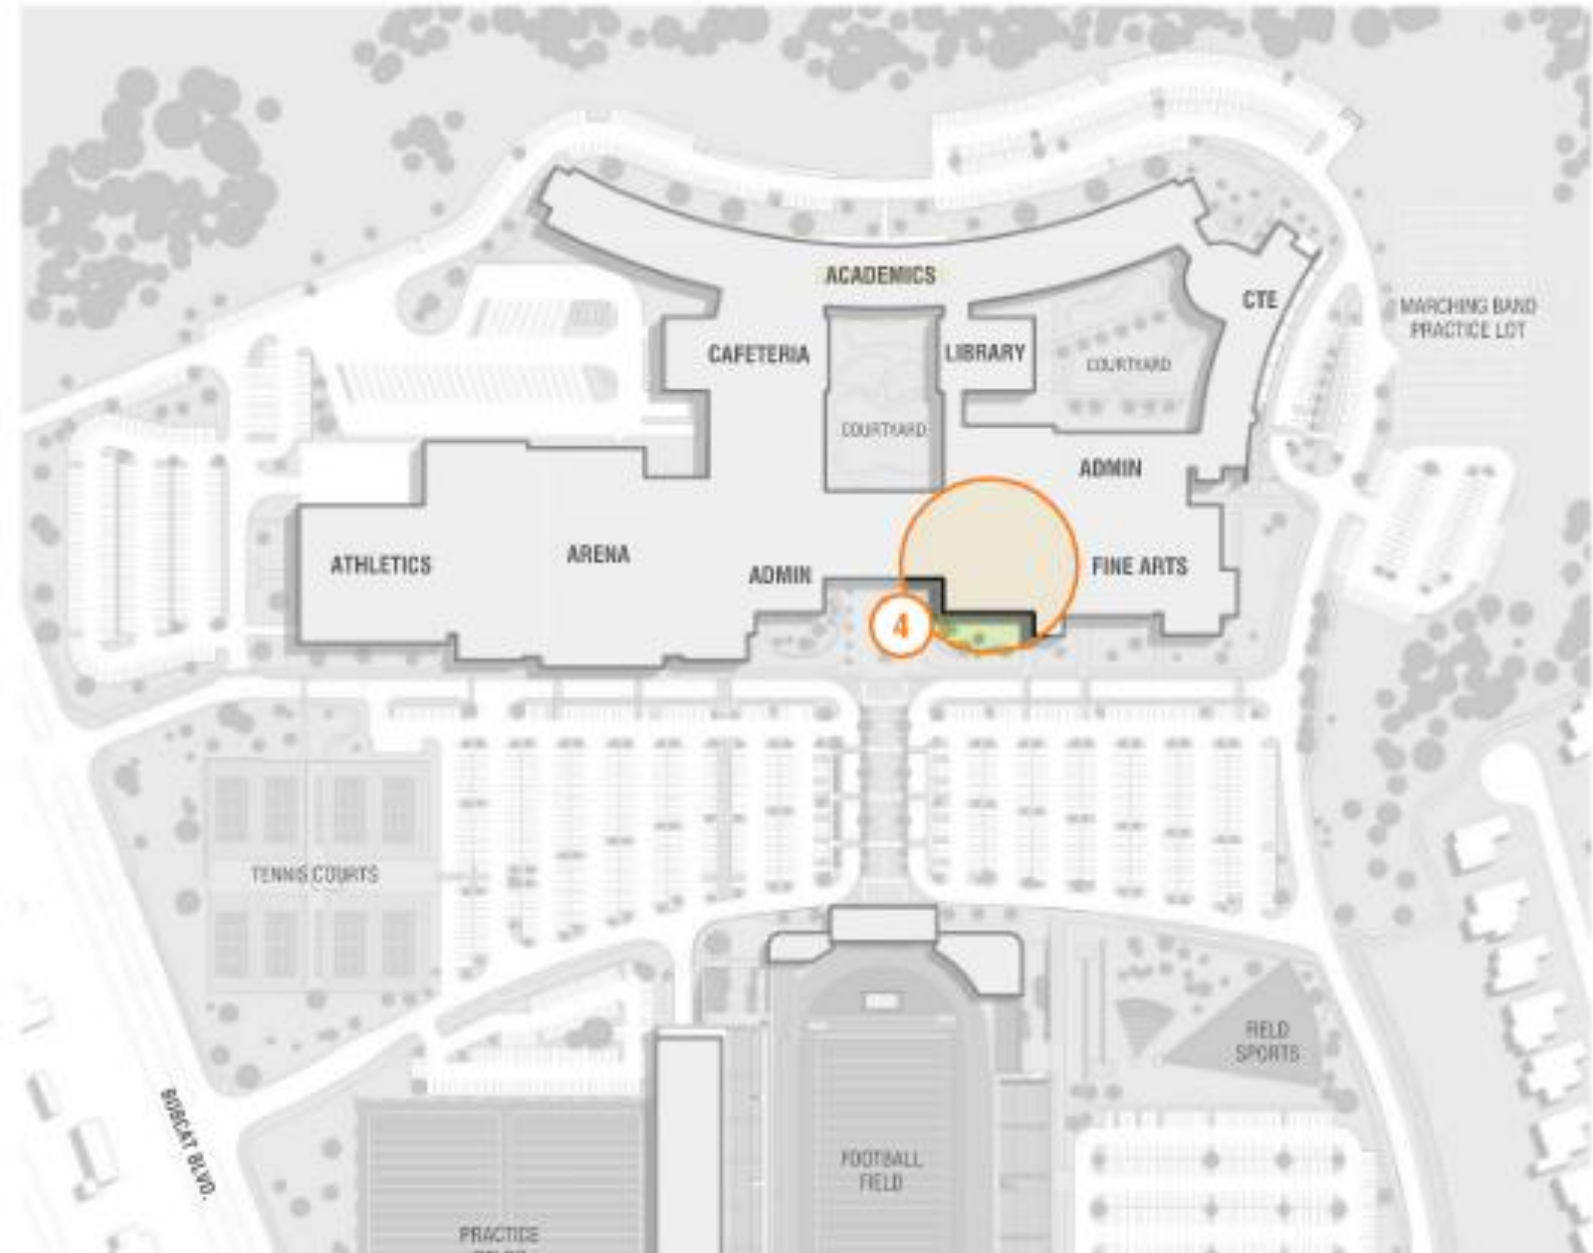 ACADEMICS
CTE
MARCHING BAND
PRACTICE LOT
CAFETERIA
LIBRARY
COURTYARD
COURTYARD
ADMIN
ATHLETICS
ARENA
ADMIN
FINE ARTS
4
TENNIS COURTS
FIELD
SPORTS
BOBCAT BLVD.
FOOTBALL
FIELD
PRACTICE